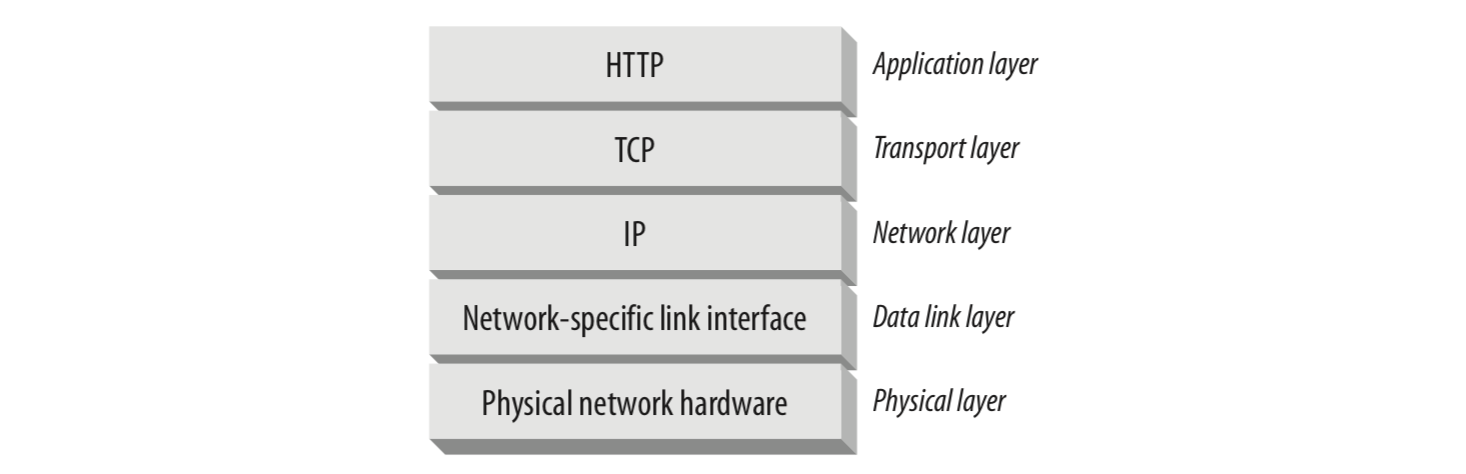 HTTP Application layer
TCP Transport layer
IP Network layer
Network-specific link interface Data link layer
Physical network hardware Physical layer